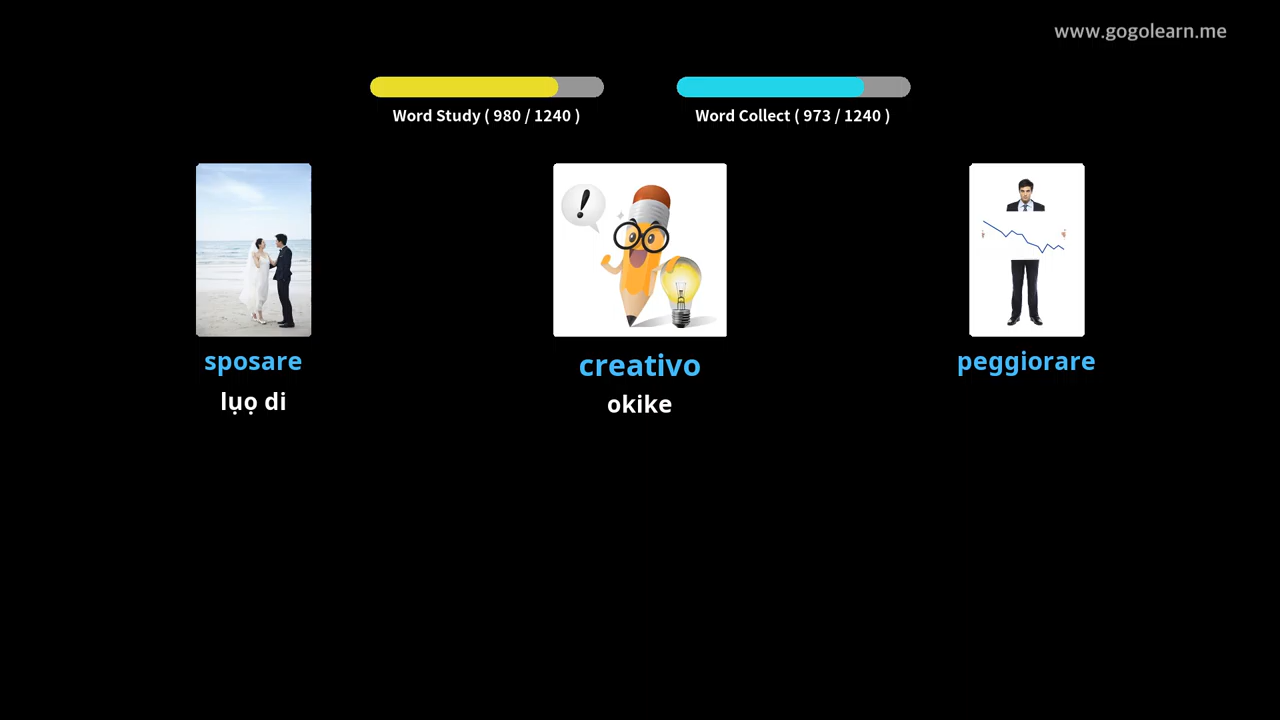 www.gogolearn.me
Word Study ( 980 / 1240 )
Word Collect ( 973 / 1240 )
sposare
lụọ di
creativo
okike
peggiorare